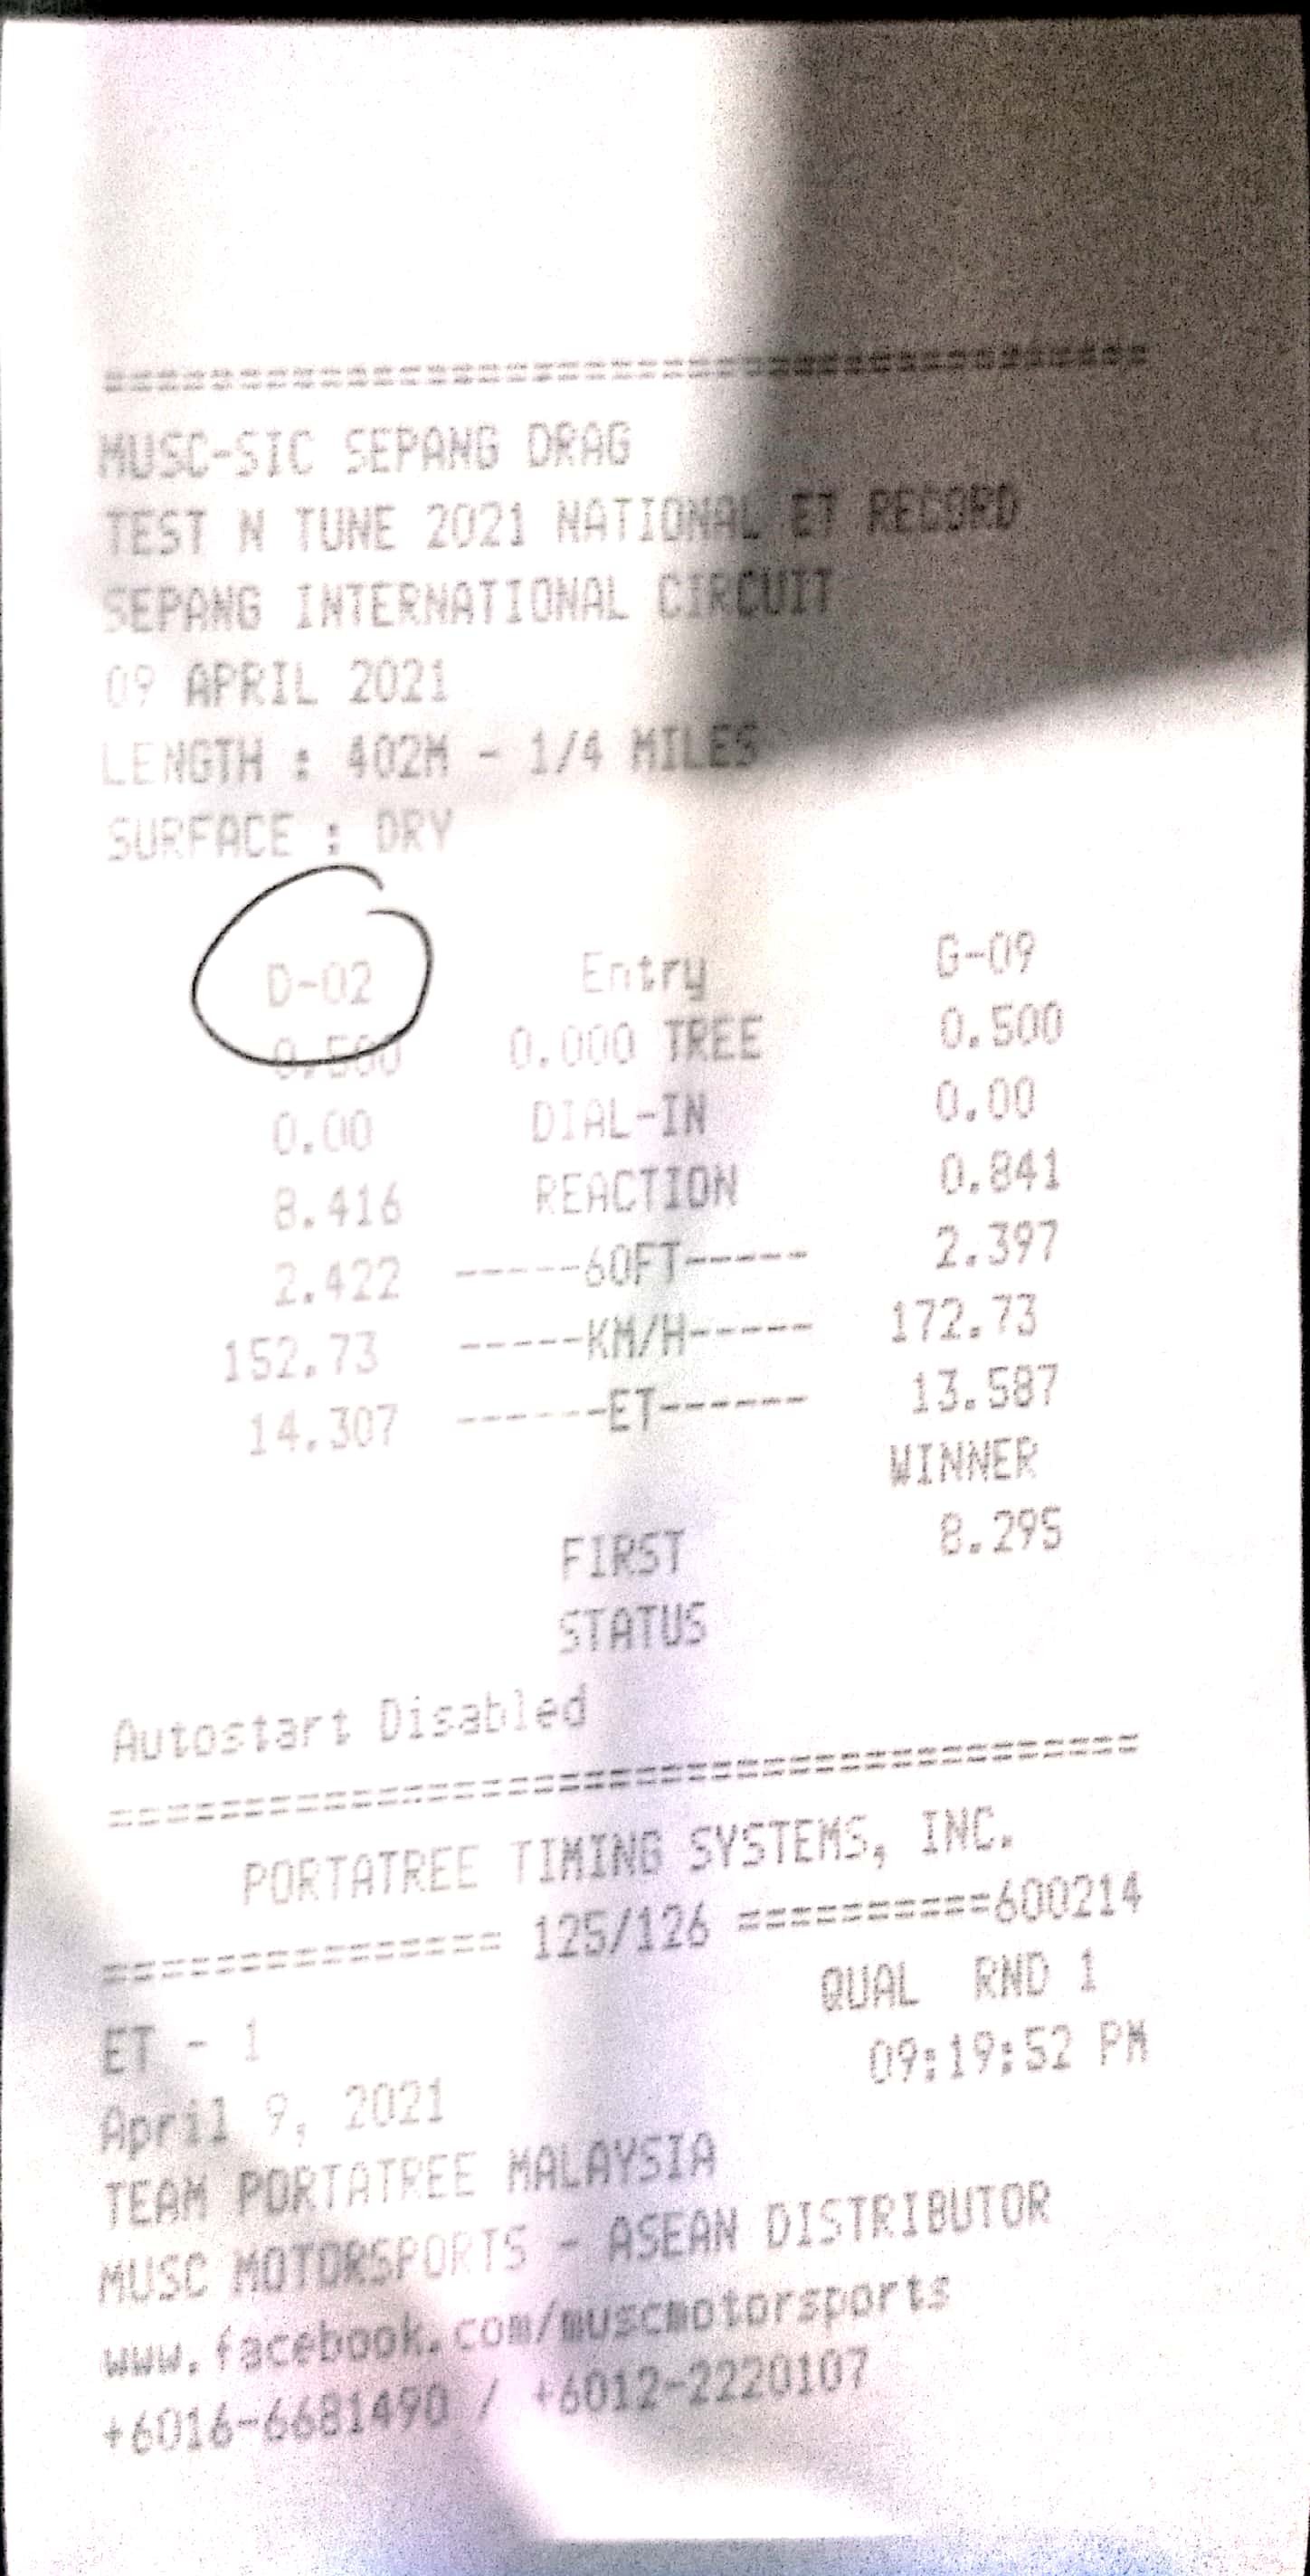 ====================================
MUSC-SIC SEPANG DRAG
TEST N TUNE 2021 NATIONAL ET RECORD
SEPANG INTERNATIONAL CIRCUIT
09 APRIL 2021
LENGTH : 402M - 1/4 MILES
SURFACE : DRY
D-02 Entry G-09
0.500 0.000 TREE 0.500
0.00 DIAL-IN 0.00
8.416 REACTION 0.841
2.422 -----60FT----- 2.397
152.73 -----KM/H----- 172.73
14.307 ------ET------ 13.587
WINNER
FIRST 8.295
STATUS
Autostart Disabled
====================================
PORTATREE TIMING SYSTEMS, INC.
============== 125/126 ==========600214
ET - 1 QUAL RND 1
April 9, 2021 09:19:52 PM
TEAM PORTATREE MALAYSIA
MUSC MOTORSPORTS - ASEAN DISTRIBUTOR
www.facebook.com/muscmotorsports
+6016-6681490 / +6012-2220107